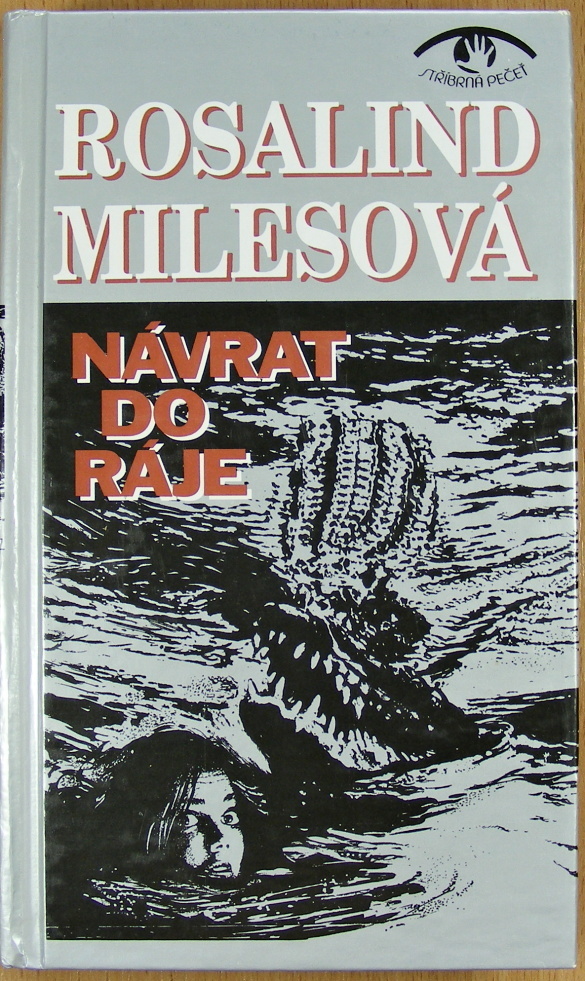 STŘÍBRNÁ PEČEŤ
ROSALIND
MILESOVÁ
NÁVRAT
DO
RÁJE